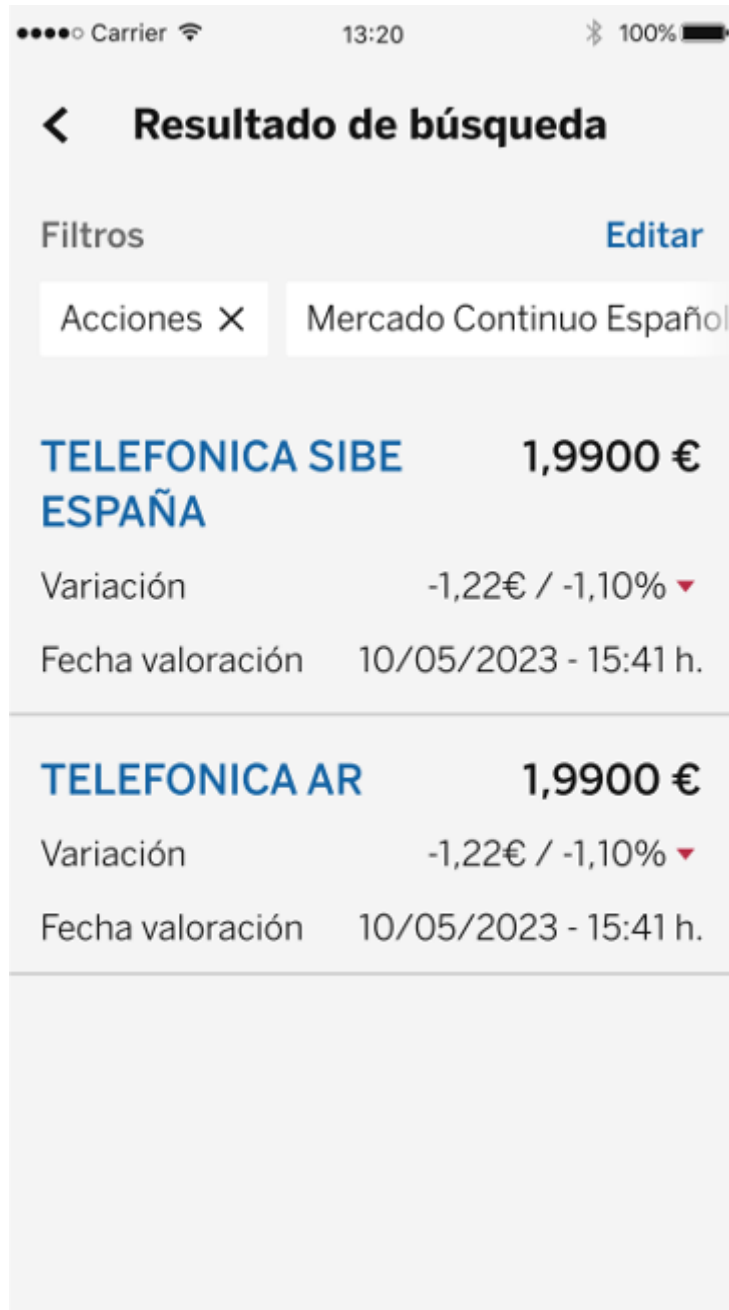 Carrier 13:20 100%
Resultado de búsqueda
Filtros Editar
Acciones Mercado Continuo Español
TELEFONICA SIBE 1,9900 €
ESPAÑA
Variación -1,22€ / -1,10%
Fecha valoración 10/05/2023 - 15:41 h.
TELEFONICA AR 1,9900 €
Variación -1,22€ / -1,10%
Fecha valoración 10/05/2023 - 15:41 h.